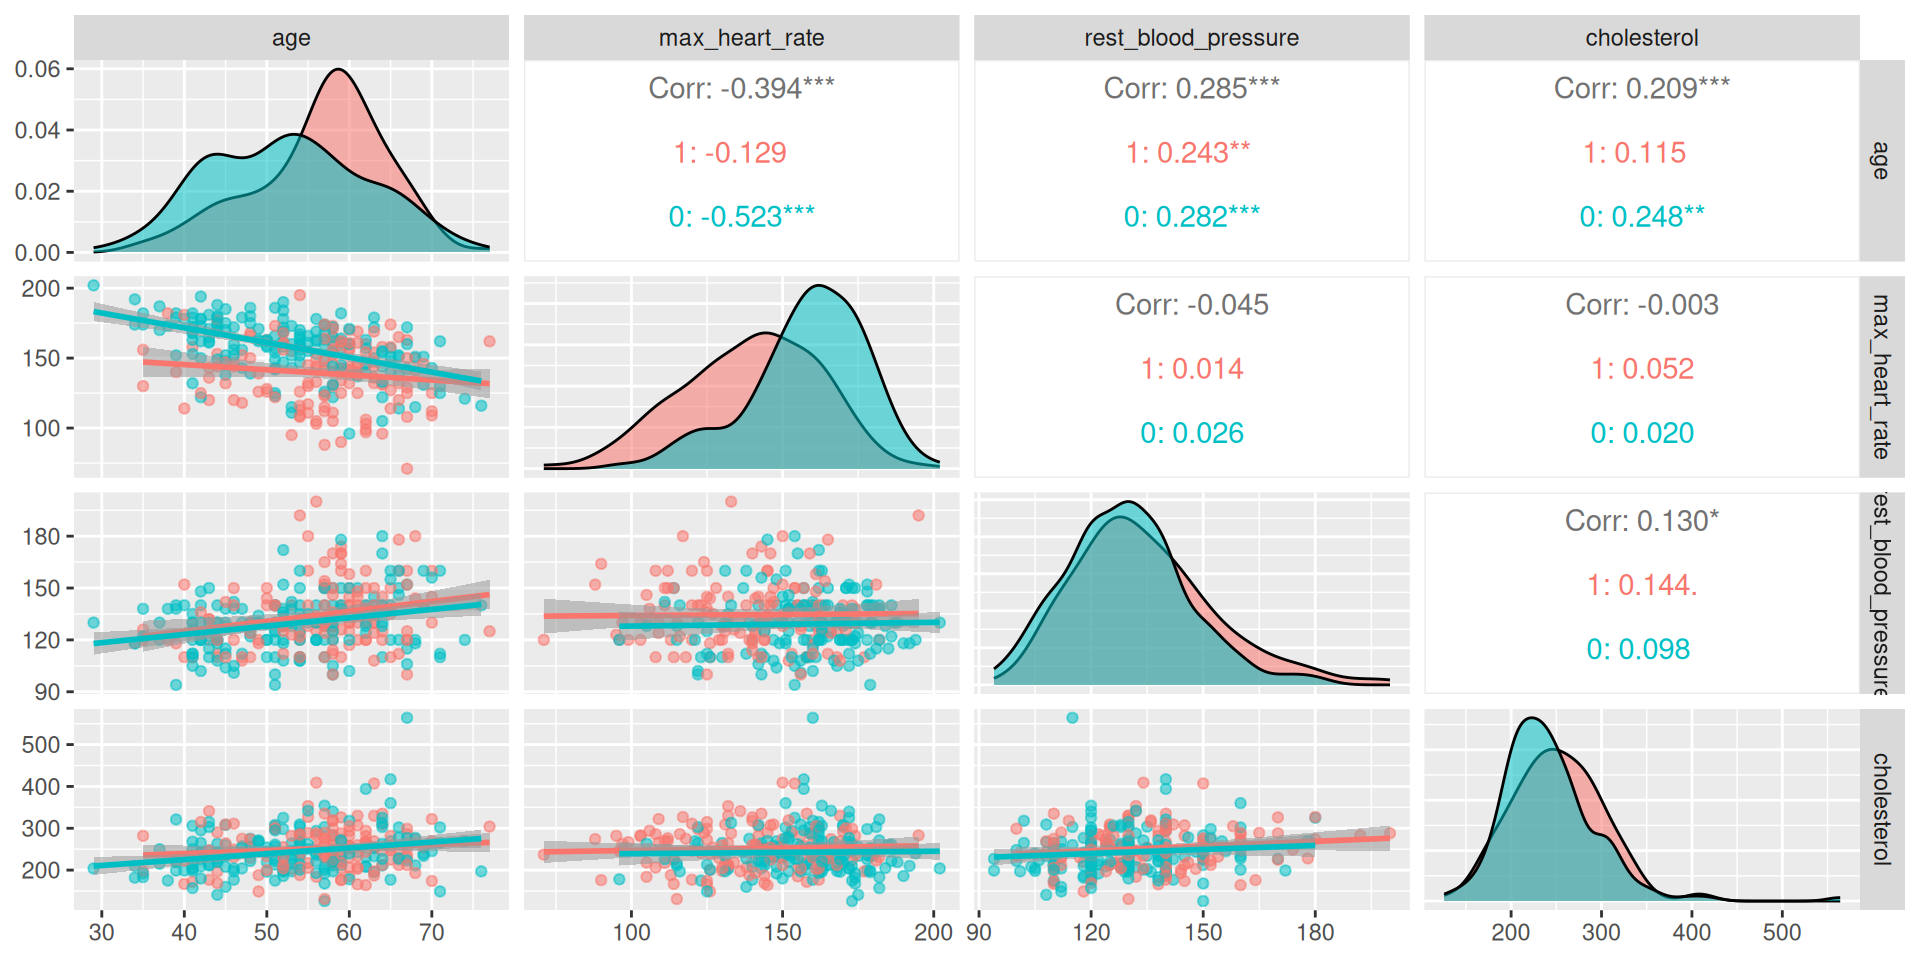 age
max_heart_rate
rest_blood_pressure
cholesterol
0.06
0.04
0.02
0.00
Corr: -0.394***
1: -0.129
0: -0.523***
Corr: 0.285***
1: 0.243**
0: 0.282***
Corr: 0.209***
1: 0.115
0: 0.248**
age
200
150
100
Corr: -0.045
1: 0.014
0: 0.026
Corr: -0.003
1: 0.052
0: 0.020
max_heart_rate
180
150
120
90
Corr: 0.130*
1: 0.144.
0: 0.098
est_blood_pressure
500
400
300
200
cholesterol
30 40 50 60 70
100 150 200
90 120 150 180
200 300 400 500